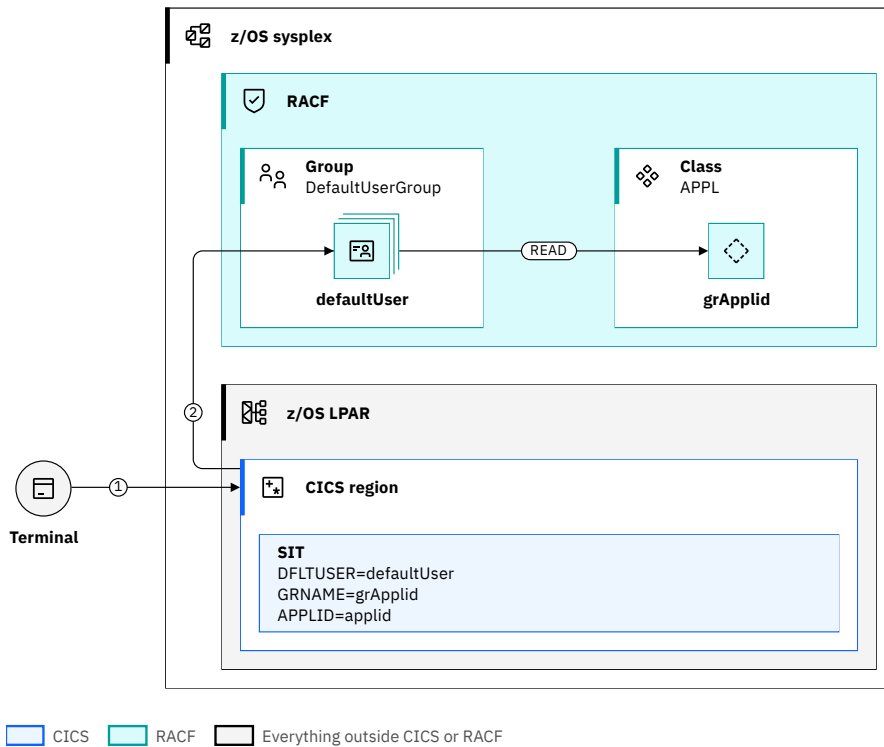 z/OS sysplex
RACF
Group
DefaultUserGroup
Class
APPL
READ
defaultUser
grApplid
2
z/OS LPAR
1
CICS region
Terminal
SIT
DFLTUSER=defaultUser
GRNAME=grApplid
APPLID=applid
CICS
RACF
Everything outside CICS or RACF